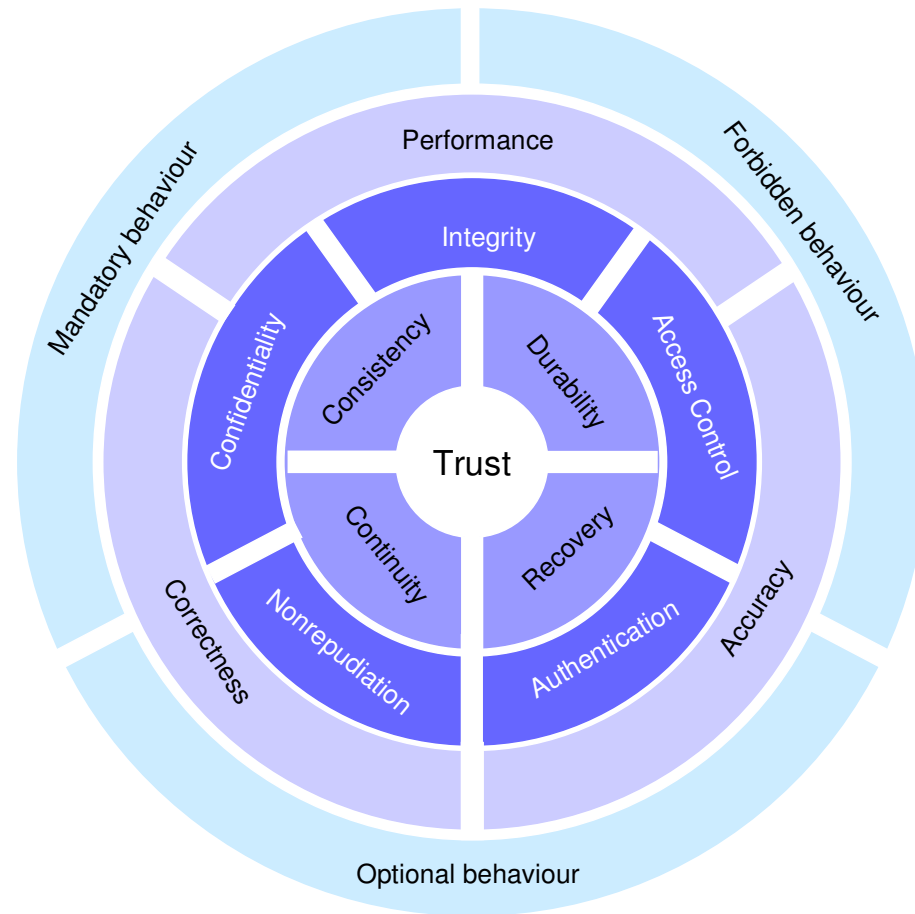 Mandatory behaviour
Forbidden behaviour
Performance
Integrity
Confidentiality
Access Control
Consistency
Durability
Trust
Continuity
Recovery
Nonrepudiation
Authentication
Correctness
Accuracy
Optional behaviour